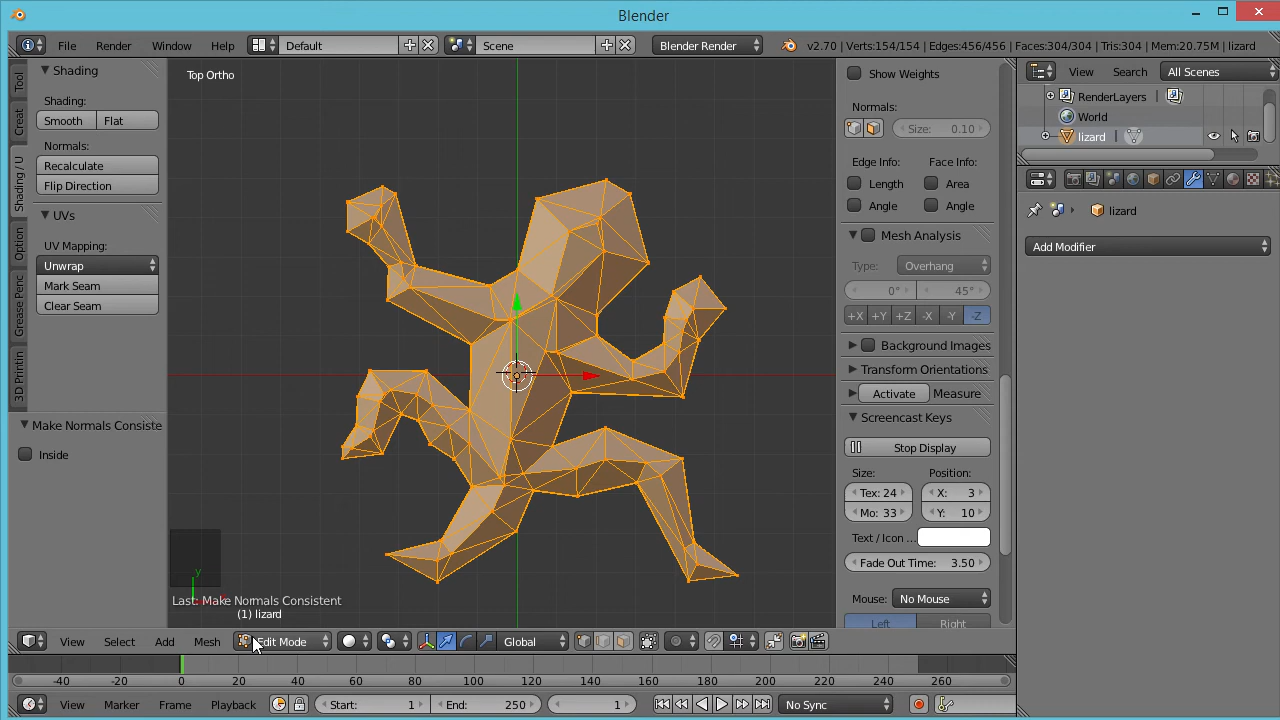 Blender
File Render Window Help Default Scene Blender Render v2.70 | Verts:154/154 | Edges:456/456 | Faces:304/304 | Tris:304 | Mem:20.75M | lizard
Tool
Creat
Shading / U
Option
Grease Penc
3D Printin
Shading
Shading:
Smooth Flat
Normals:
Recalculate
Flip Direction
UVs
UV Mapping:
Unwrap
Mark Seam
Clear Seam
Make Normals Consiste
Inside
Top Ortho
y
Last: Make Normals Consistent
(1) lizard
Show Weights
Normals:
Size: 0.10
Edge Info: Face Info:
Length Area
Angle Angle
Mesh Analysis
Type: Overhang
0° 45°
+X +Y +Z -X -Y -Z
Background Images
Transform Orientations
Activate Measure
Screencast Keys
Stop Display
Size: Position:
Tex: 24 X: 3
Mo: 33 Y: 10
Text / Icon ...
Fade Out Time: 3.50
Mouse: No Mouse
Left Right
View Search All Scenes
RenderLayers |
World
lizard |
lizard
Add Modifier
View Select Add Mesh Edit Mode Global
-40 -20 0 20 40 60 80 100 120 140 160 180 200 220 240 260
View Marker Frame Playback Start: 1 End: 250 1 No Sync